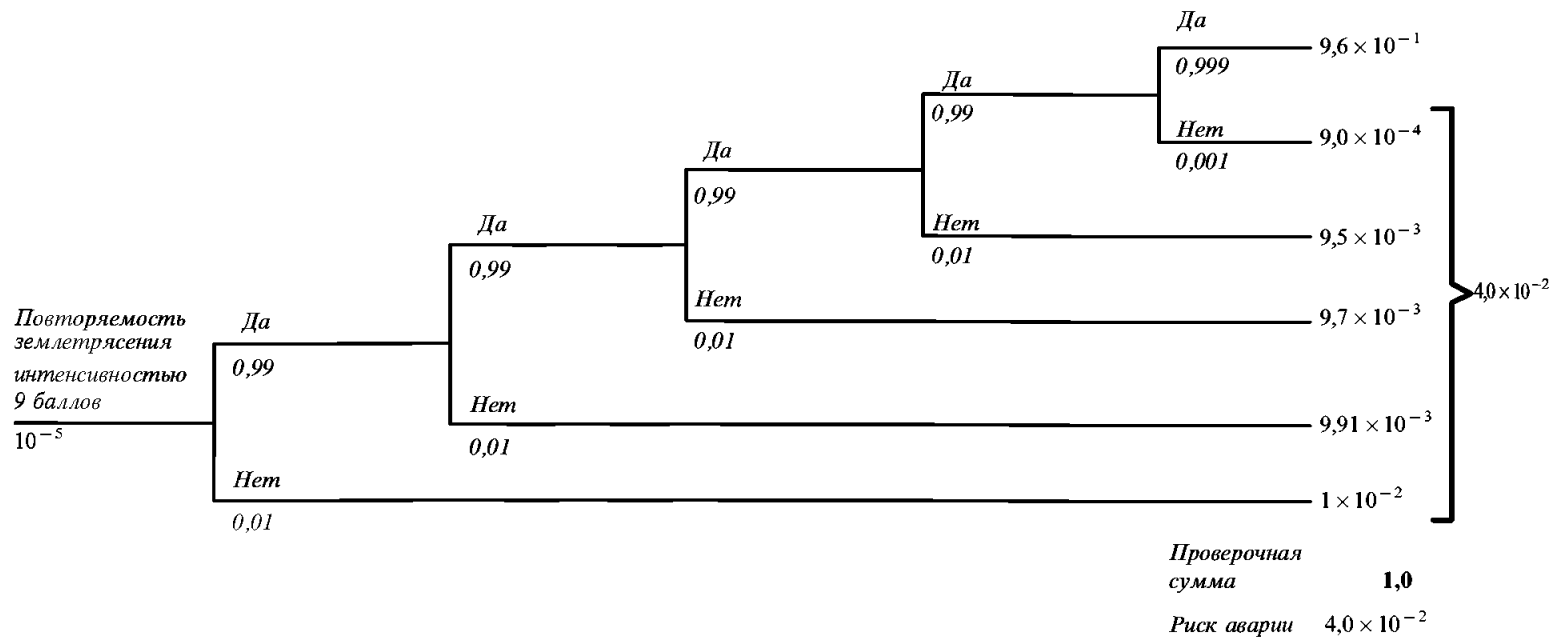 Да
9,6 × 10⁻¹
0,999
Да
0,99
Нет
9,0 × 10⁻⁴
0,001
Да
0,99
Нет
9,5 × 10⁻³
0,01
Да
0,99
Нет
9,7 × 10⁻³
0,01
4,0 × 10⁻²
Повторяемость
землетрясения
интенсивностью
9 баллов
10⁻⁵
Да
0,99
Нет
9,91 × 10⁻³
0,01
Нет
1 × 10⁻²
0,01
Проверочная
сумма 1,0
Риск аварии 4,0 × 10⁻²